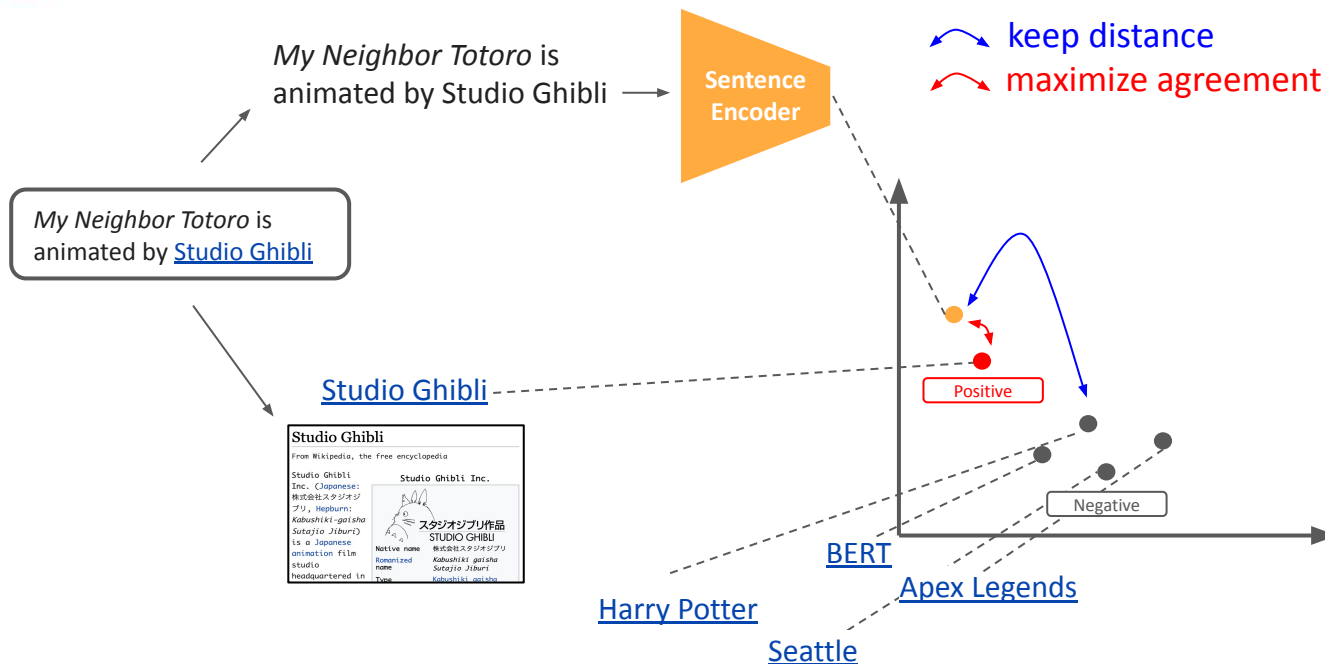 My Neighbor Totoro is
animated by Studio Ghibli
Sentence
Encoder
keep distance
maximize agreement
My Neighbor Totoro is
animated by Studio Ghibli
Studio Ghibli
Positive
Negative
BERT
Apex Legends
Harry Potter
Seattle
Studio Ghibli
From Wikipedia, the free encyclopedia
Studio Ghibli
Inc. (Japanese:
株式会社スタジオジ
ブリ, Hepburn:
Kabushiki-gaisha
Sutajio Jiburi)
is a Japanese
animation film
studio
headquartered in
Studio Ghibli Inc.
スタジオジブリ作品
STUDIO GHIBLI
Native name 株式会社スタジオジブリ
Romanized Kabushiki gaisha
name Sutajio Jiburi
Type Kabushiki gaisha